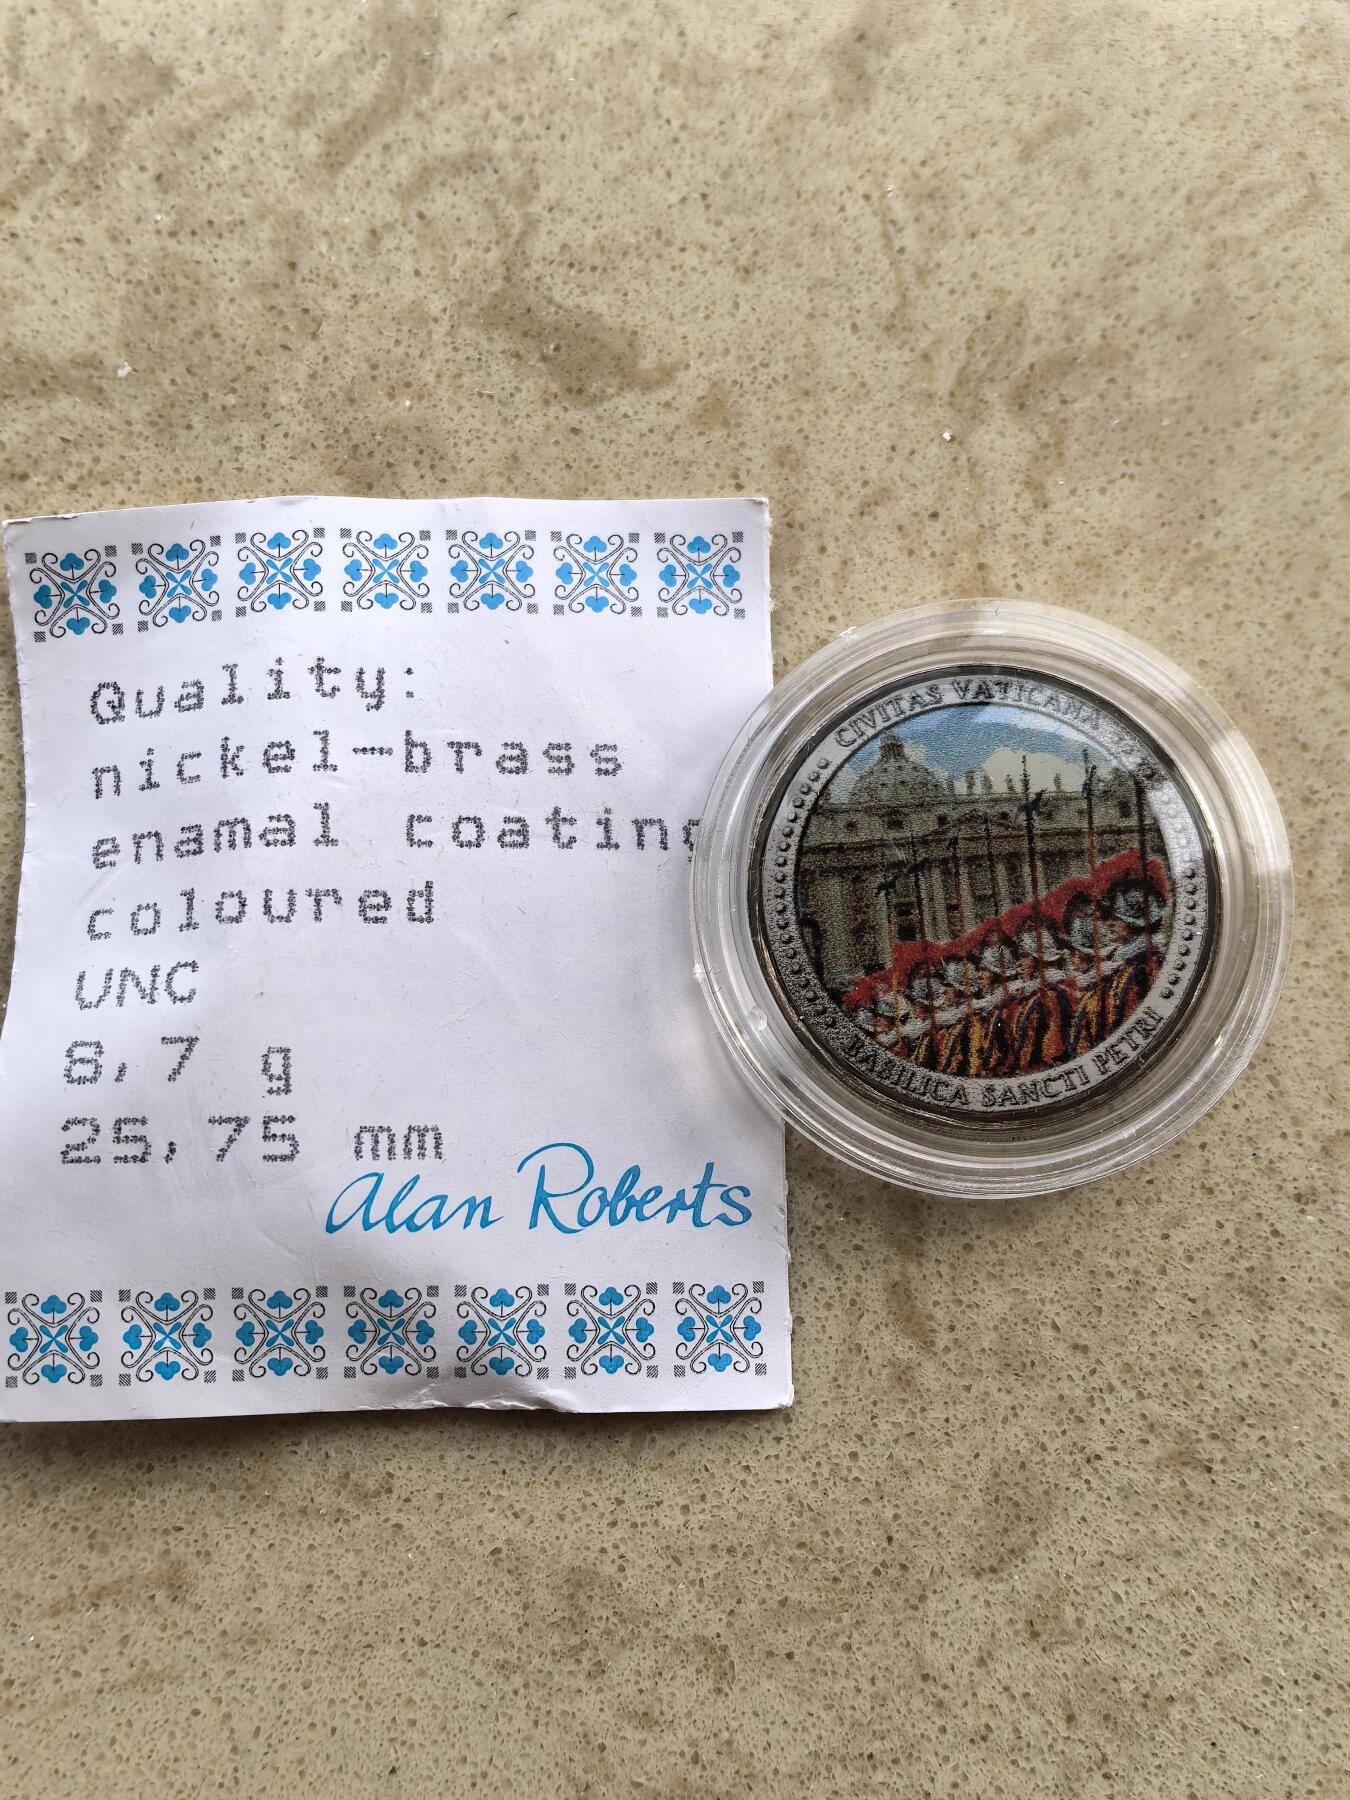 Quality:
nickel-brass
enamal coating
coloured
UNC
8,7 g
25,75 mm
Alan Roberts
CIVITAS VATICANA
BASILICA SANCTI PETRI